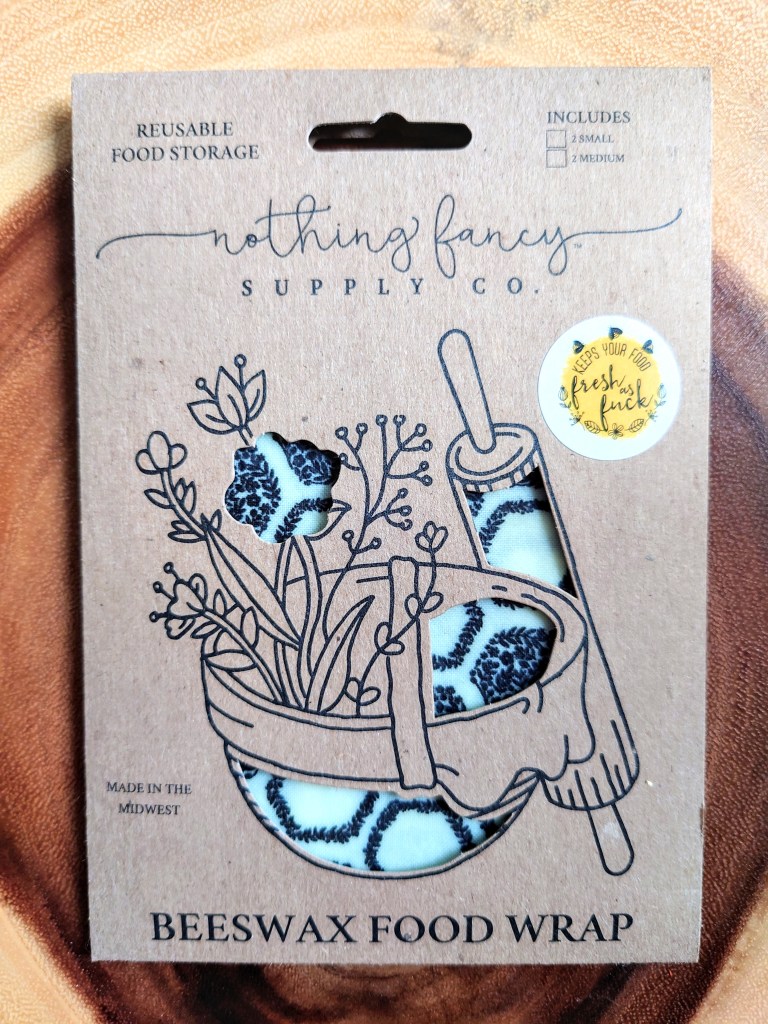 REUSABLE
FOOD STORAGE
INCLUDES
2 SMALL
2 MEDIUM
nothing fancy™
SUPPLY CO.
KEEPS YOUR FOOD
fresh as
fuck
MADE IN THE
MIDWEST
BEESWAX FOOD WRAP